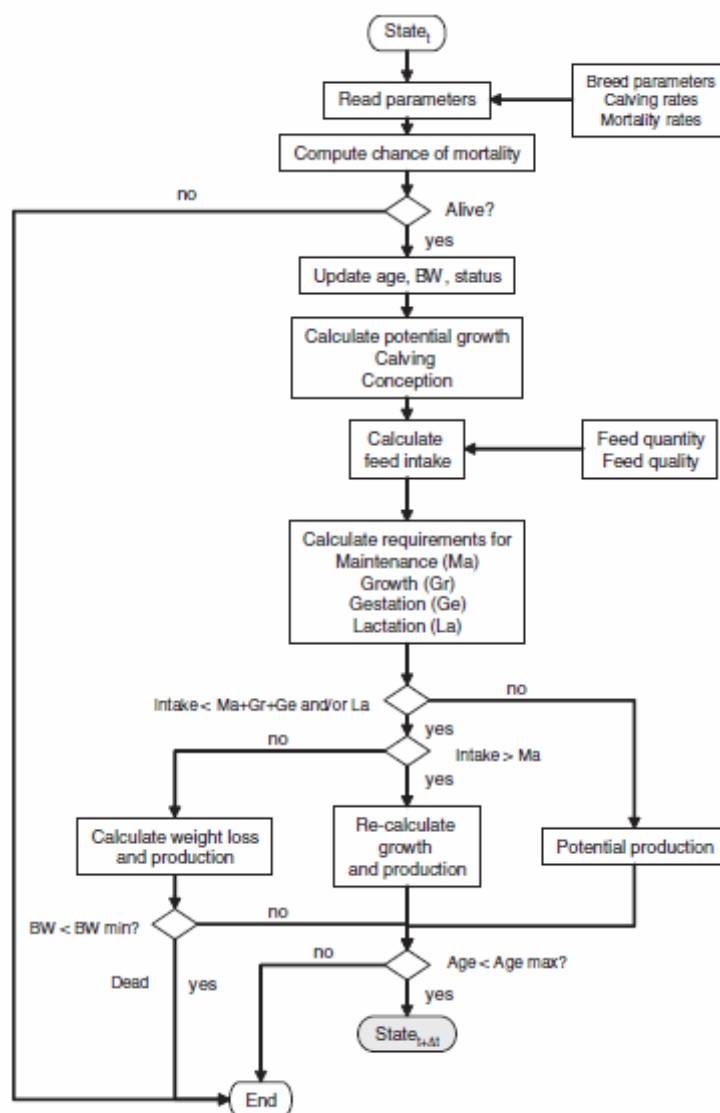 State t
Breed parameters
Calving rates
Mortality rates
Read parameters
Compute chance of mortality
no
Alive?
yes
Update age, BW, status
Calculate potential growth
Calving
Conception
Calculate
feed intake
Feed quantity
Feed quality
Calculate requirements for
Maintenance (Ma)
Growth (Gr)
Gestation (Ge)
Lactation (La)
no
Intake < Ma+Gr+Ge and/or La
yes
no
Intake > Ma
yes
Calculate weight loss
and production
Re-calculate
growth
and production
Potential production
BW < BW min?
no
no
Age < Age max?
Dead
yes
yes
State t+Δt
End